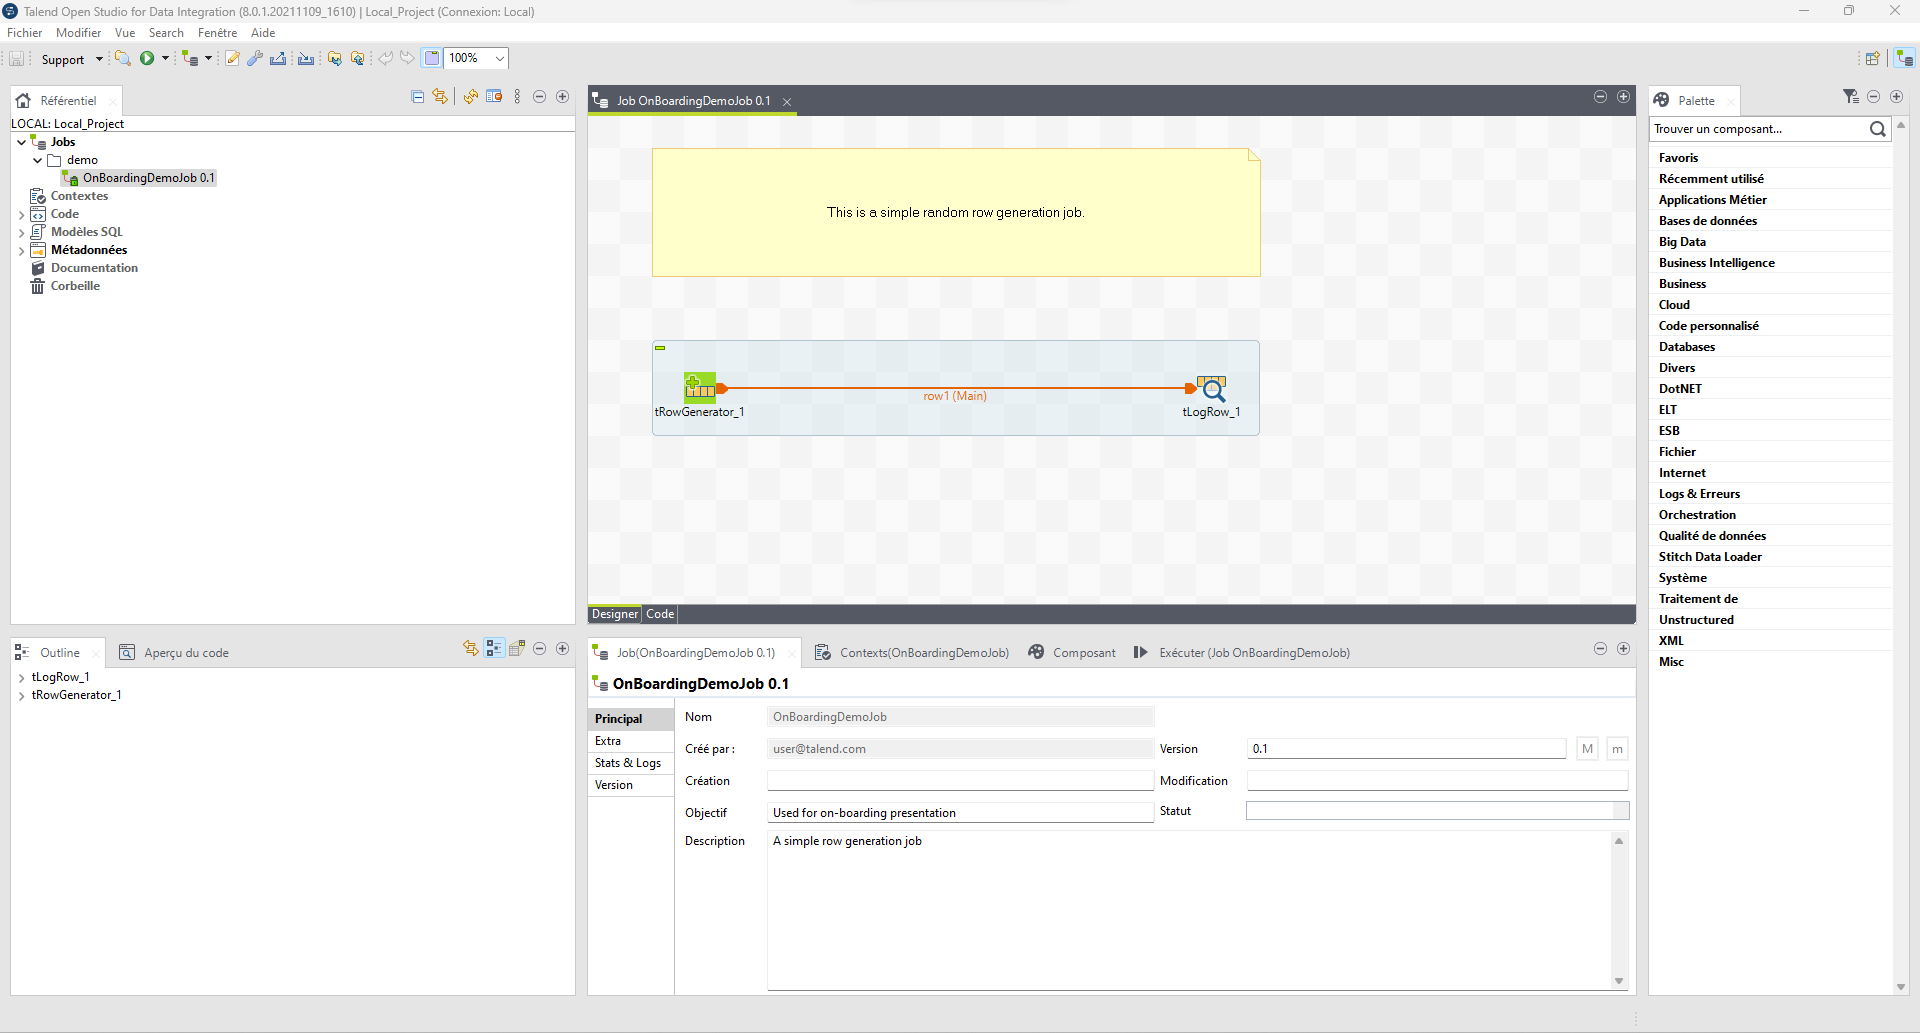 Talend Open Studio for Data Integration (8.0.1.20211109_1610) | Local_Project (Connexion: Local)
Fichier Modifier Vue Search Fenêtre Aide
Support 100%
Référentiel
LOCAL: Local_Project
Jobs
demo
OnBoardingDemoJob 0.1
Contextes
Code
Modèles SQL
Métadonnées
Documentation
Corbeille
Job OnBoardingDemoJob 0.1
This is a simple random row generation job.
row1 (Main)
tRowGenerator_1 tLogRow_1
Designer Code
Palette
Trouver un composant...
Favoris
Récemment utilisé
Applications Métier
Bases de données
Big Data
Business Intelligence
Business
Cloud
Code personnalisé
Databases
Divers
DotNET
ELT
ESB
Fichier
Internet
Logs & Erreurs
Orchestration
Qualité de données
Stitch Data Loader
Système
Traitement de
Unstructured
XML
Misc
Outline Aperçu du code
tLogRow_1
tRowGenerator_1
Job(OnBoardingDemoJob 0.1) Contexts(OnBoardingDemoJob) Composant Exécuter (Job OnBoardingDemoJob)
OnBoardingDemoJob 0.1
Principal
Extra
Stats & Logs
Version
Nom OnBoardingDemoJob
Créé par : user@talend.com Version 0.1 M m
Création Modification
Objectif Used for on-boarding presentation Statut
Description A simple row generation job